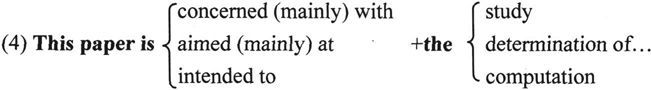 concerned (mainly) with study
(4) This paper is aimed (mainly) at +the determination of…
intended to computation